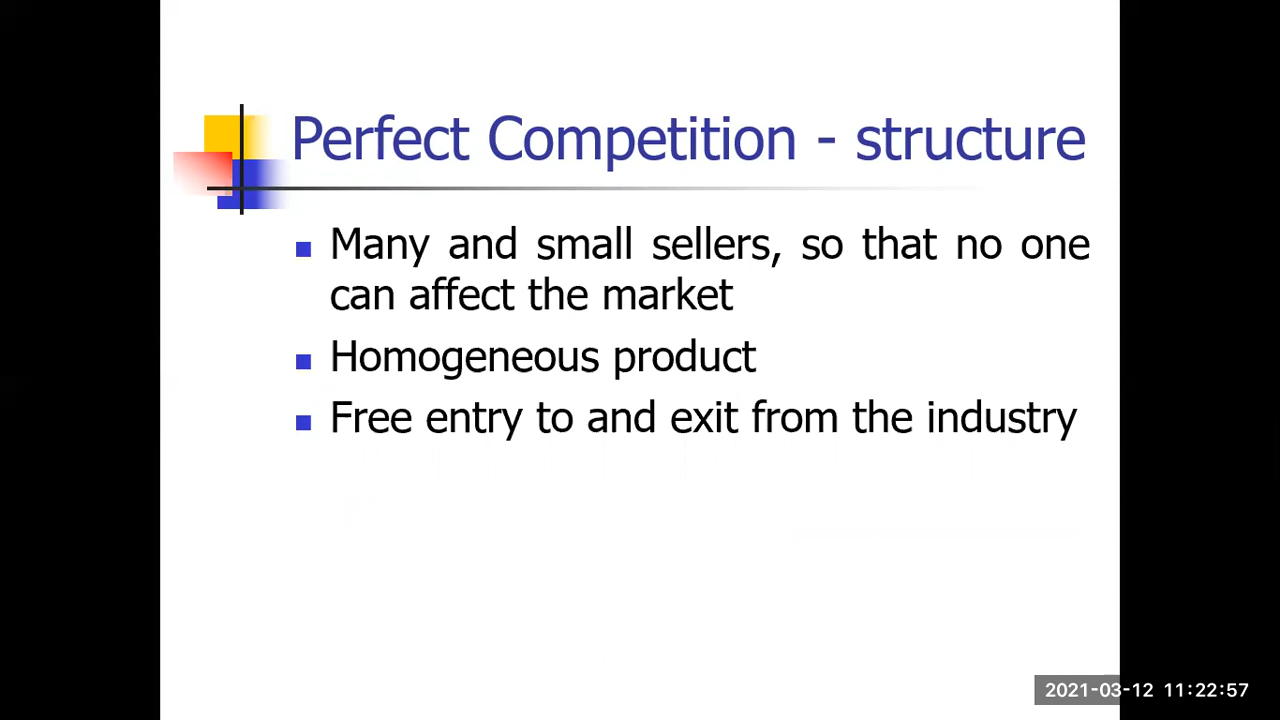 Perfect Competition - structure
Many and small sellers, so that no one
can affect the market
Homogeneous product
Free entry to and exit from the industry
2021-03-12 11:22:57